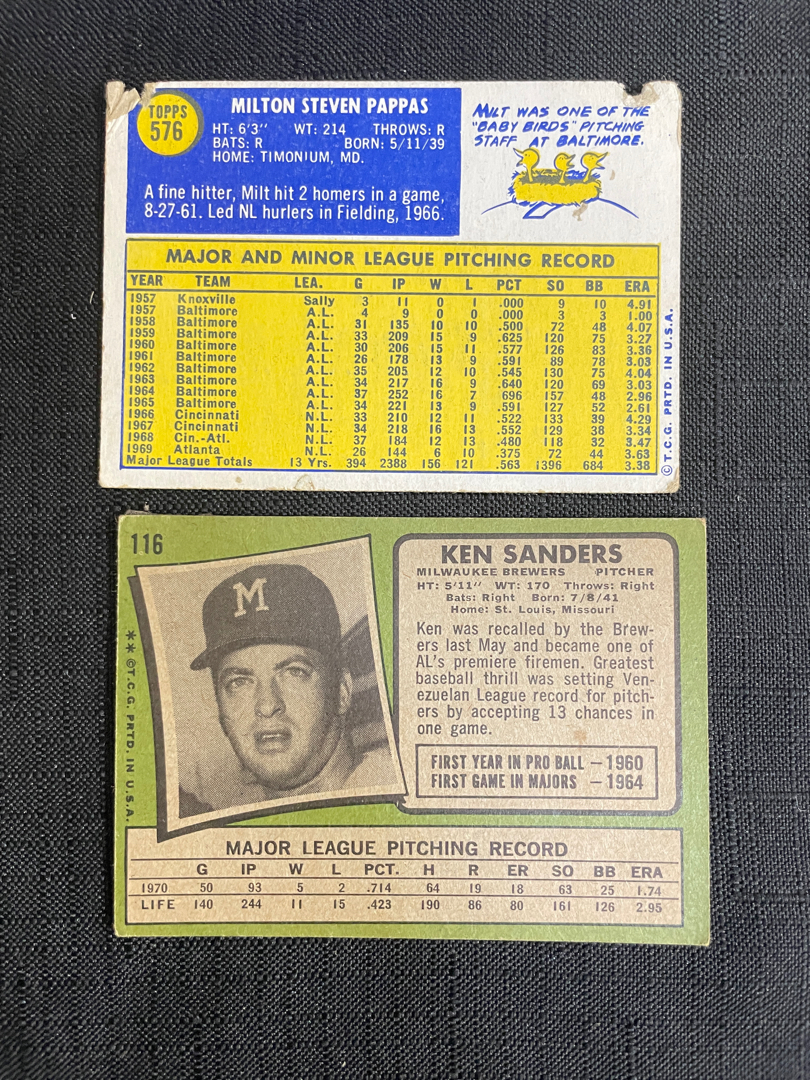 TOPPS
576
MILTON STEVEN PAPPAS
HT: 6'3" WT: 214 THROWS: R
BATS: R BORN: 5/11/39
HOME: TIMONIUM, MD.
A fine hitter, Milt hit 2 homers in a game,
8-27-61. Led NL hurlers in Fielding, 1966.
MILT WAS ONE OF THE
"BABY BIRDS" PITCHING
STAFF AT BALTIMORE.
MAJOR AND MINOR LEAGUE PITCHING RECORD
YEAR TEAM LEA. G IP W L PCT SO BB ERA
1957 Knoxville Sally 3 11 0 1 .000 9 10 4.91
1957 Baltimore A.L. 4 9 0 0 .000 3 3 1.00
1958 Baltimore A.L. 31 135 10 10 .500 72 48 4.07
1959 Baltimore A.L. 33 209 15 9 .625 120 75 3.27
1960 Baltimore A.L. 30 206 15 11 .577 126 83 3.36
1961 Baltimore A.L. 26 178 13 9 .591 89 78 3.03
1962 Baltimore A.L. 35 205 12 10 .545 130 75 4.04
1963 Baltimore A.L. 34 217 16 9 .640 120 69 3.03
1964 Baltimore A.L. 37 252 16 7 .696 157 48 2.96
1965 Baltimore A.L. 34 221 13 9 .591 127 52 2.61
1966 Cincinnati N.L. 33 210 12 11 .522 133 39 4.29
1967 Cincinnati N.L. 34 218 16 13 .552 129 38 3.34
1968 Cin.-Atl. N.L. 37 184 12 13 .480 118 32 3.47
1969 Atlanta N.L. 26 144 6 10 .375 72 44 3.63
Major League Totals 13 Yrs. 394 2388 156 121 .563 1396 684 3.38
© T.C.G. PRTD. IN U.S.A.
116
KEN SANDERS
MILWAUKEE BREWERS PITCHER
HT: 5'11" WT: 170 Throws: Right
Bats: Right Born: 7/8/41
Home: St. Louis, Missouri
Ken was recalled by the Brew-
ers last May and became one of
AL's premiere firemen. Greatest
baseball thrill was setting Ven-
ezuelan League record for pitch-
ers by accepting 13 chances in
one game.
FIRST YEAR IN PRO BALL — 1960
FIRST GAME IN MAJORS — 1964
M
** © T.C.G. PRTD. IN U.S.A.
MAJOR LEAGUE PITCHING RECORD
G IP W L PCT. H R ER SO BB ERA
1970 50 93 5 2 .714 64 19 18 63 25 1.74
LIFE 140 244 11 15 .423 190 86 80 161 126 2.95